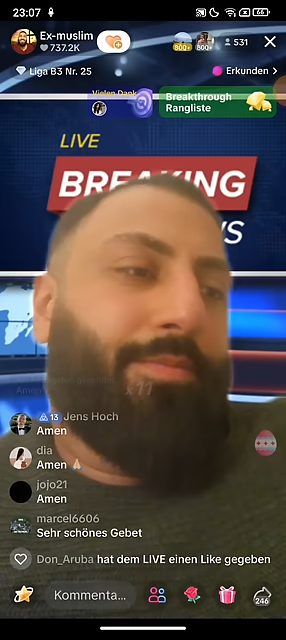 23:07
66
Ex-muslim
737.2K
800+
800+
531
Liga B3 Nr. 25
Erkunden >
Vielen Dank
Breakthrough
Rangliste
LIVE
BREAKING
WS
x11
13 Jens Hoch
Amen
dia
Amen 🙏🏻
jojo21
Amen
marcel6606
Sehr schönes Gebet
Don_Aruba hat dem LIVE einen Like gegeben
Kommenta...
246